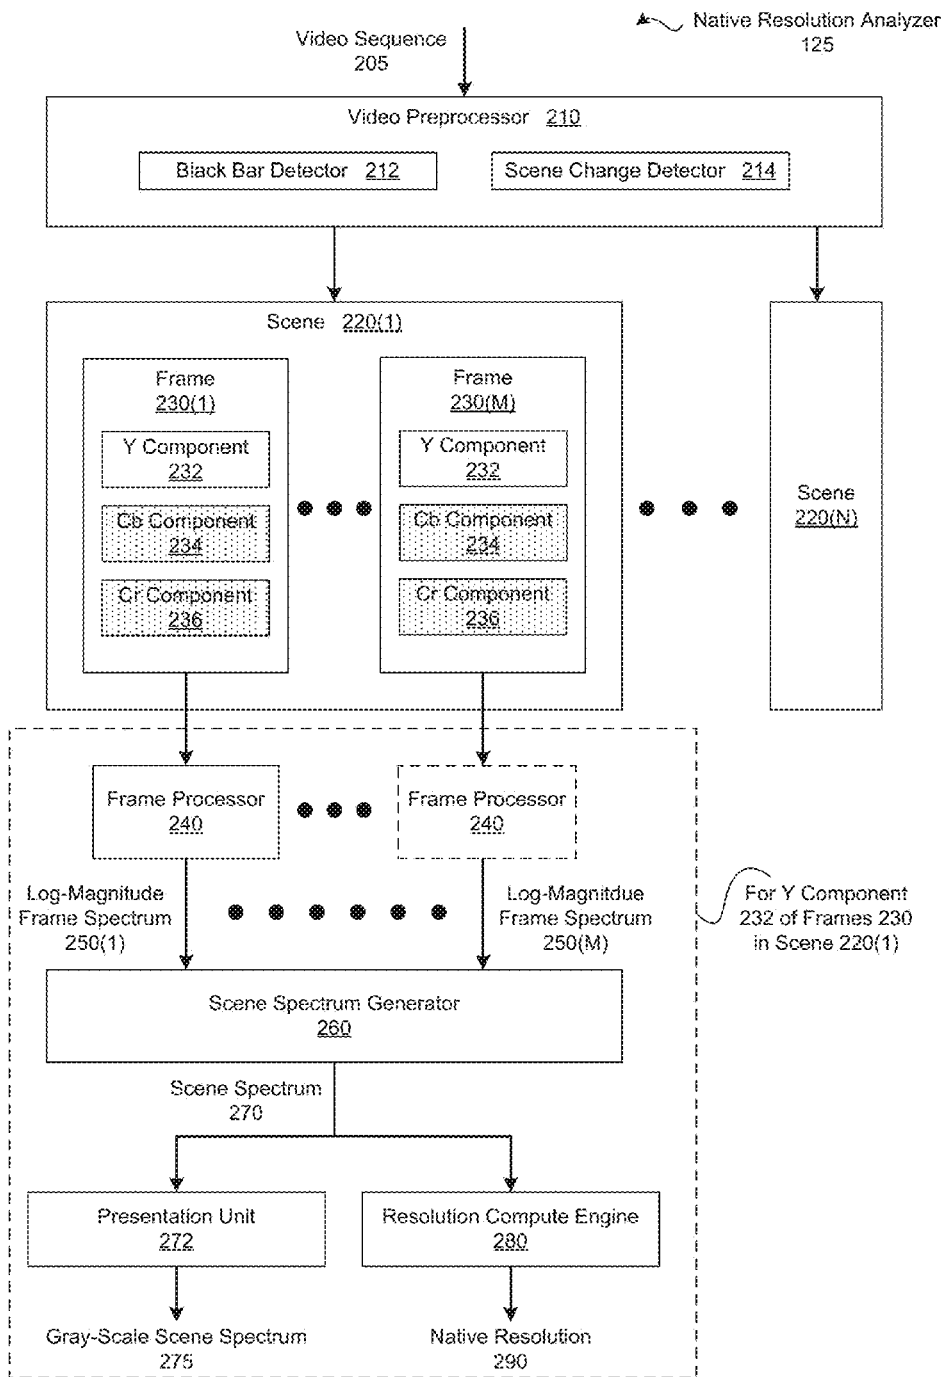 Native Resolution Analyzer
125
Video Sequence
205
Video Preprocessor 210
Black Bar Detector 212
Scene Change Detector 214
Scene 220(1)
Frame
230(1)
Y Component
232
Cb Component
234
Cr Component
236
Frame
230(M)
Y Component
232
Cb Component
234
Cr Component
236
Scene
220(N)
Frame Processor
240
Frame Processor
240
Log-Magnitude
Frame Spectrum
250(1)
Log-Magnitdue
Frame Spectrum
250(M)
For Y Component
232 of Frames 230
in Scene 220(1)
Scene Spectrum Generator
260
Scene Spectrum
270
Presentation Unit
272
Resolution Compute Engine
280
Gray-Scale Scene Spectrum
275
Native Resolution
290